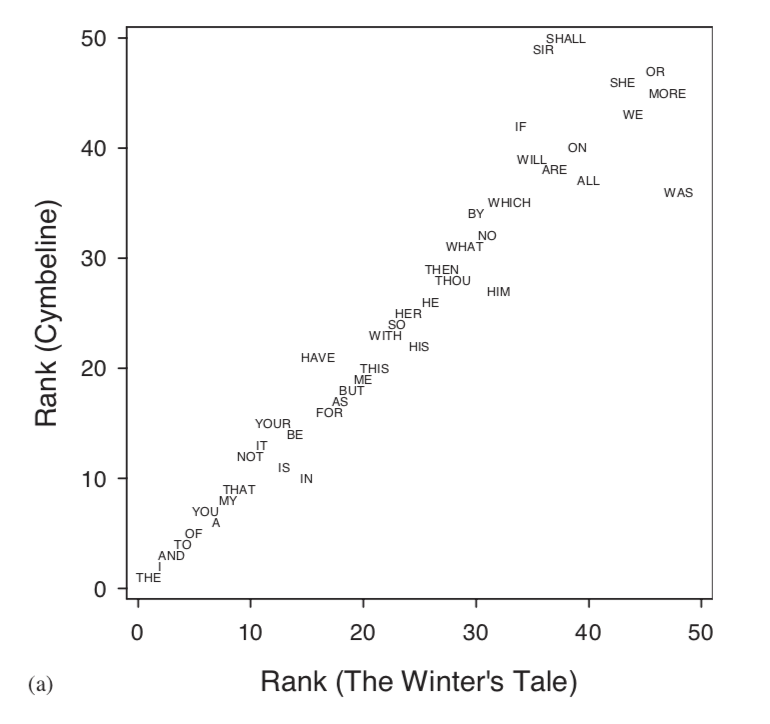 50
SHALL
SIR
OR
SHE
MORE
WE
IF
40
ON
WILL
ARE
ALL
WAS
WHICH
BY
NO
WHAT
30
THEN
THOU
HIM
HE
HER
SO
WITH
HIS
HAVE
20
THIS
ME
BUT
AS
FOR
YOUR
BE
IT
NOT
IS
10
IN
THAT
MY
YOU
A
OF
TO
AND
I
THE
0
Rank (Cymbeline)
0 10 20 30 40 50
(a) Rank (The Winter's Tale)